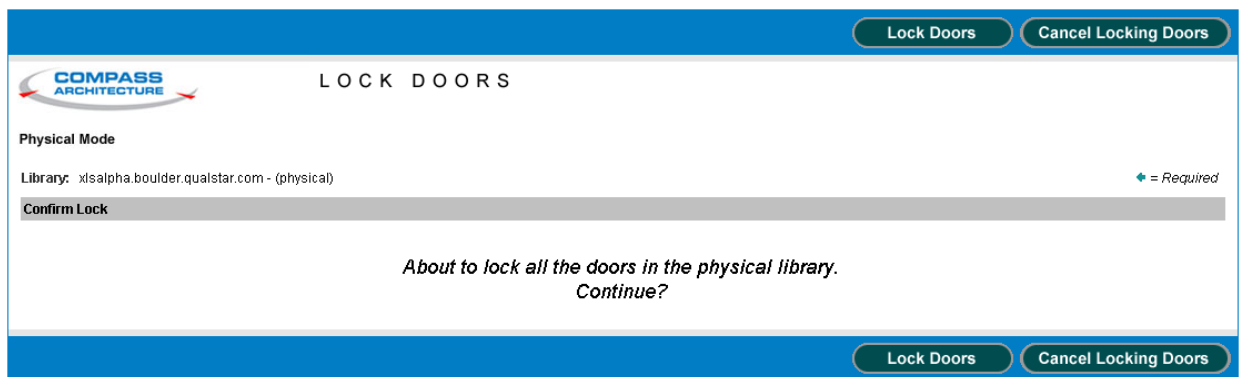 Lock Doors Cancel Locking Doors
COMPASS
ARCHITECTURE
LOCK DOORS
Physical Mode
Library: xlsalpha.boulder.qualstar.com - (physical) = Required
Confirm Lock
About to lock all the doors in the physical library.
Continue?
Lock Doors Cancel Locking Doors